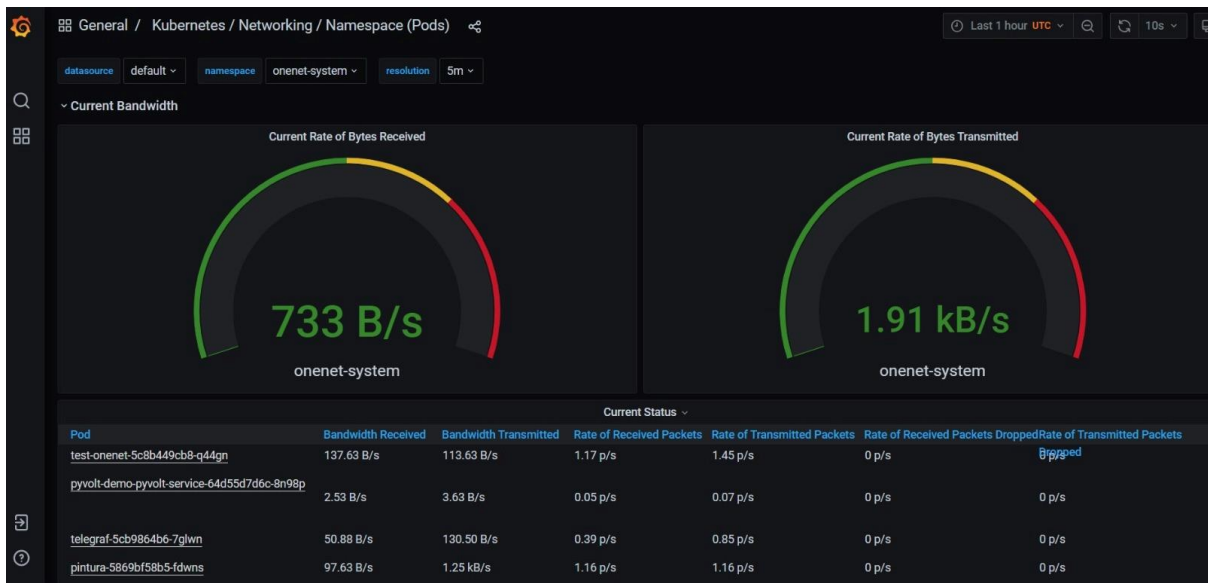 General / Kubernetes / Networking / Namespace (Pods)
Last 1 hour UTC
10s
datasource default namespace onenet-system resolution 5m
Current Bandwidth
Current Rate of Bytes Received
733 B/s
onenet-system
Current Rate of Bytes Transmitted
1.91 kB/s
onenet-system
Current Status
Pod Bandwidth Received Bandwidth Transmitted Rate of Received Packets Rate of Transmitted Packets Rate of Received Packets Dropped Rate of Transmitted Packets Dropped
test-onenet-5c8b449cb8-q44gn 137.63 B/s 113.63 B/s 1.17 p/s 1.45 p/s 0 p/s 0 p/s
pyvolt-demo-pyvolt-service-64d55d7d6c-8n98p 2.53 B/s 3.63 B/s 0.05 p/s 0.07 p/s 0 p/s 0 p/s
telegraf-5cb9864b6-7glwn 50.88 B/s 130.50 B/s 0.39 p/s 0.85 p/s 0 p/s 0 p/s
pintura-5869bf58b5-fdwns 97.63 B/s 1.25 kB/s 1.16 p/s 1.16 p/s 0 p/s 0 p/s